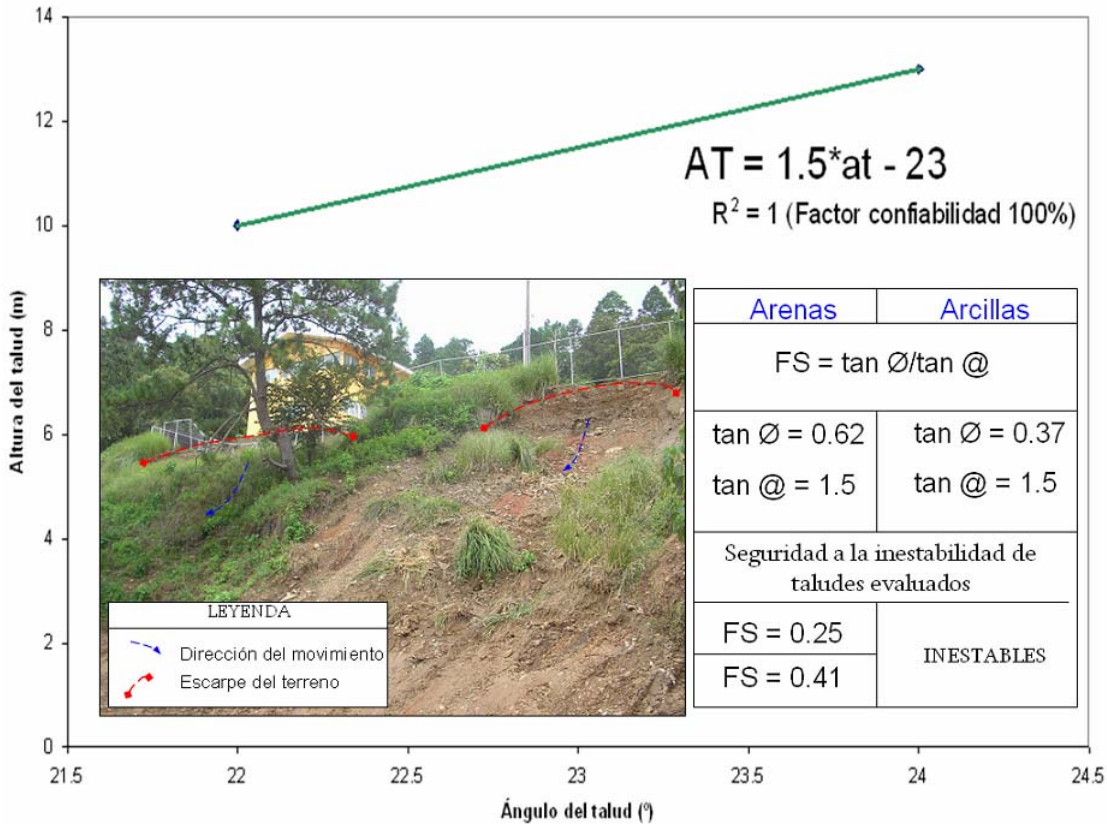 14
12
10
8
6
4
2
0
Altura del talud (m)
AT = 1.5*at - 23
R² = 1 (Factor confiabilidad 100%)
Arenas Arcillas
FS = tan Ø/tan @
tan Ø = 0.62 tan Ø = 0.37
tan @ = 1.5 tan @ = 1.5
Seguridad a la inestabilidad de
taludes evaluados
FS = 0.25
FS = 0.41
INESTABLES
LEYENDA
Dirección del movimiento
Escarpe del terreno
21.5 22 22.5 23 23.5 24 24.5
Ángulo del talud (º)